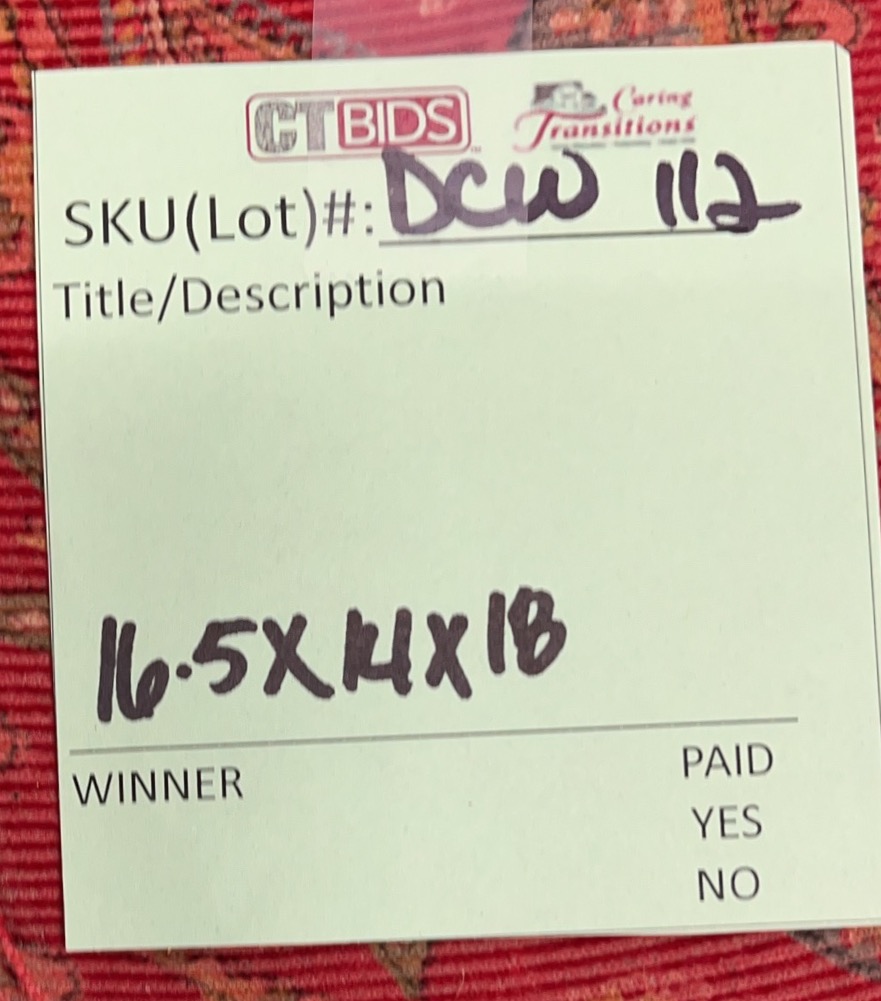 CTBIDS Caring
Transitions
SKU(Lot)#: DCW 112
Title/Description
16.5X14X18
WINNER PAID
YES
NO